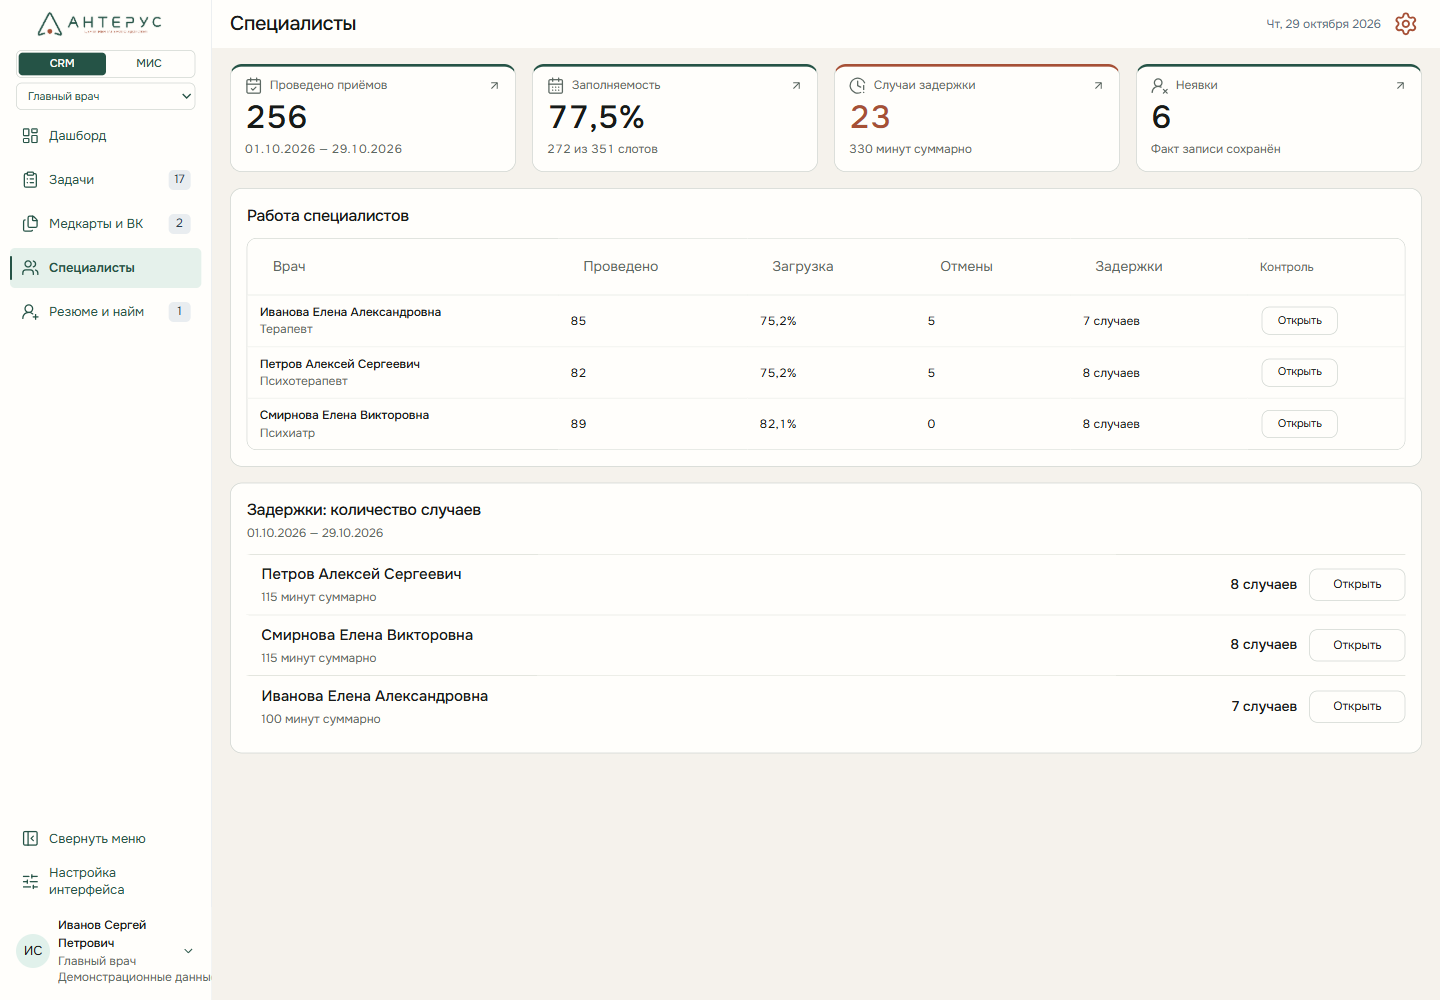 АНТЕРУС
CRM
МИС
Главный врач
Дашборд
Задачи
17
Медкарты и ВК
2
Специалисты
Резюме и найм
1
Свернуть меню
Настройка
интерфейса
ИС
Иванов Сергей
Петрович
Главный врач
Демонстрационные данны
Специалисты
Чт, 29 октября 2026
Проведено приёмов
256
01.10.2026 — 29.10.2026
Заполняемость
77,5%
272 из 351 слотов
Случаи задержки
23
330 минут суммарно
Неявки
6
Факт записи сохранён
Работа специалистов
Врач Проведено Загрузка Отмены Задержки Контроль
Иванова Елена Александровна
Терапевт
85 75,2% 5 7 случаев Открыть
Петров Алексей Сергеевич
Психотерапевт
82 75,2% 5 8 случаев Открыть
Смирнова Елена Викторовна
Психиатр
89 82,1% 0 8 случаев Открыть
Задержки: количество случаев
01.10.2026 — 29.10.2026
Петров Алексей Сергеевич
115 минут суммарно
8 случаев Открыть
Смирнова Елена Викторовна
115 минут суммарно
8 случаев Открыть
Иванова Елена Александровна
100 минут суммарно
7 случаев Открыть